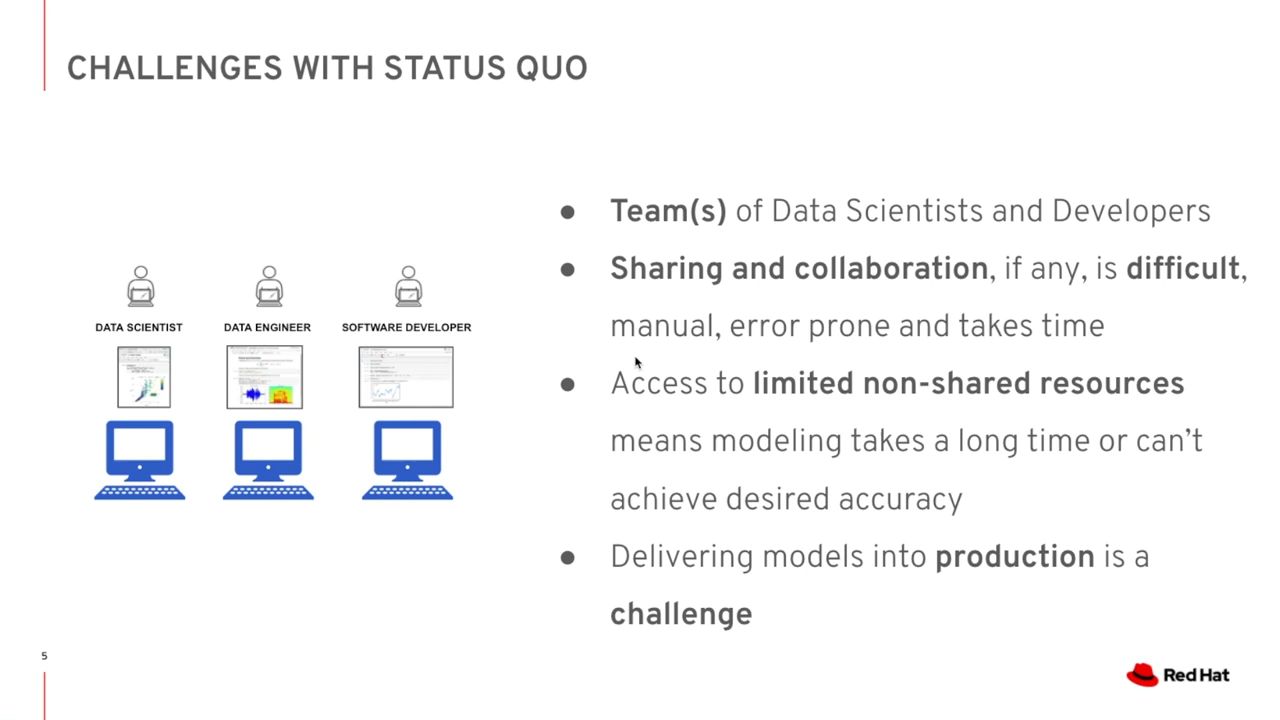 CHALLENGES WITH STATUS QUO
DATA SCIENTIST
DATA ENGINEER
SOFTWARE DEVELOPER
● Team(s) of Data Scientists and Developers
● Sharing and collaboration, if any, is difficult,
manual, error prone and takes time
● Access to limited non-shared resources
means modeling takes a long time or can’t
achieve desired accuracy
● Delivering models into production is a
challenge
5
Red Hat